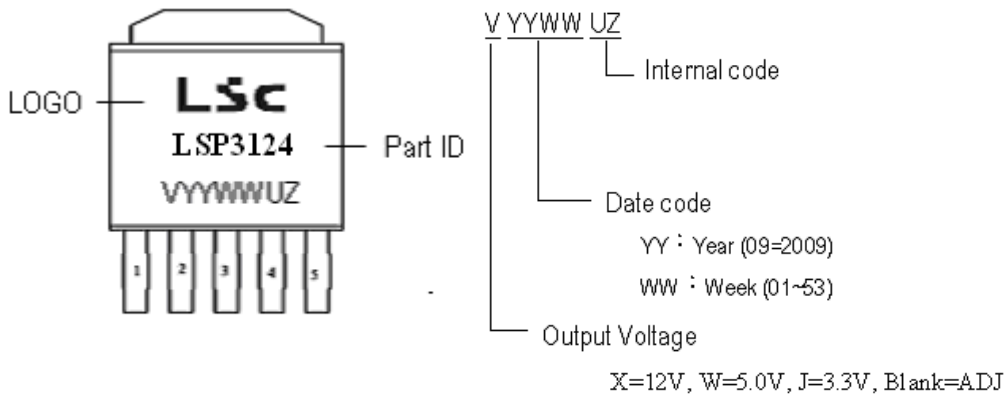 V YYWW UZ
Internal code
LOGO
LSC
LSP3124
Part ID
VYYWWUZ
Date code
YY : Year (09=2009)
WW : Week (01~53)
1 2 3 4 5
Output Voltage
X=12V, W=5.0V, J=3.3V, Blank=ADJ